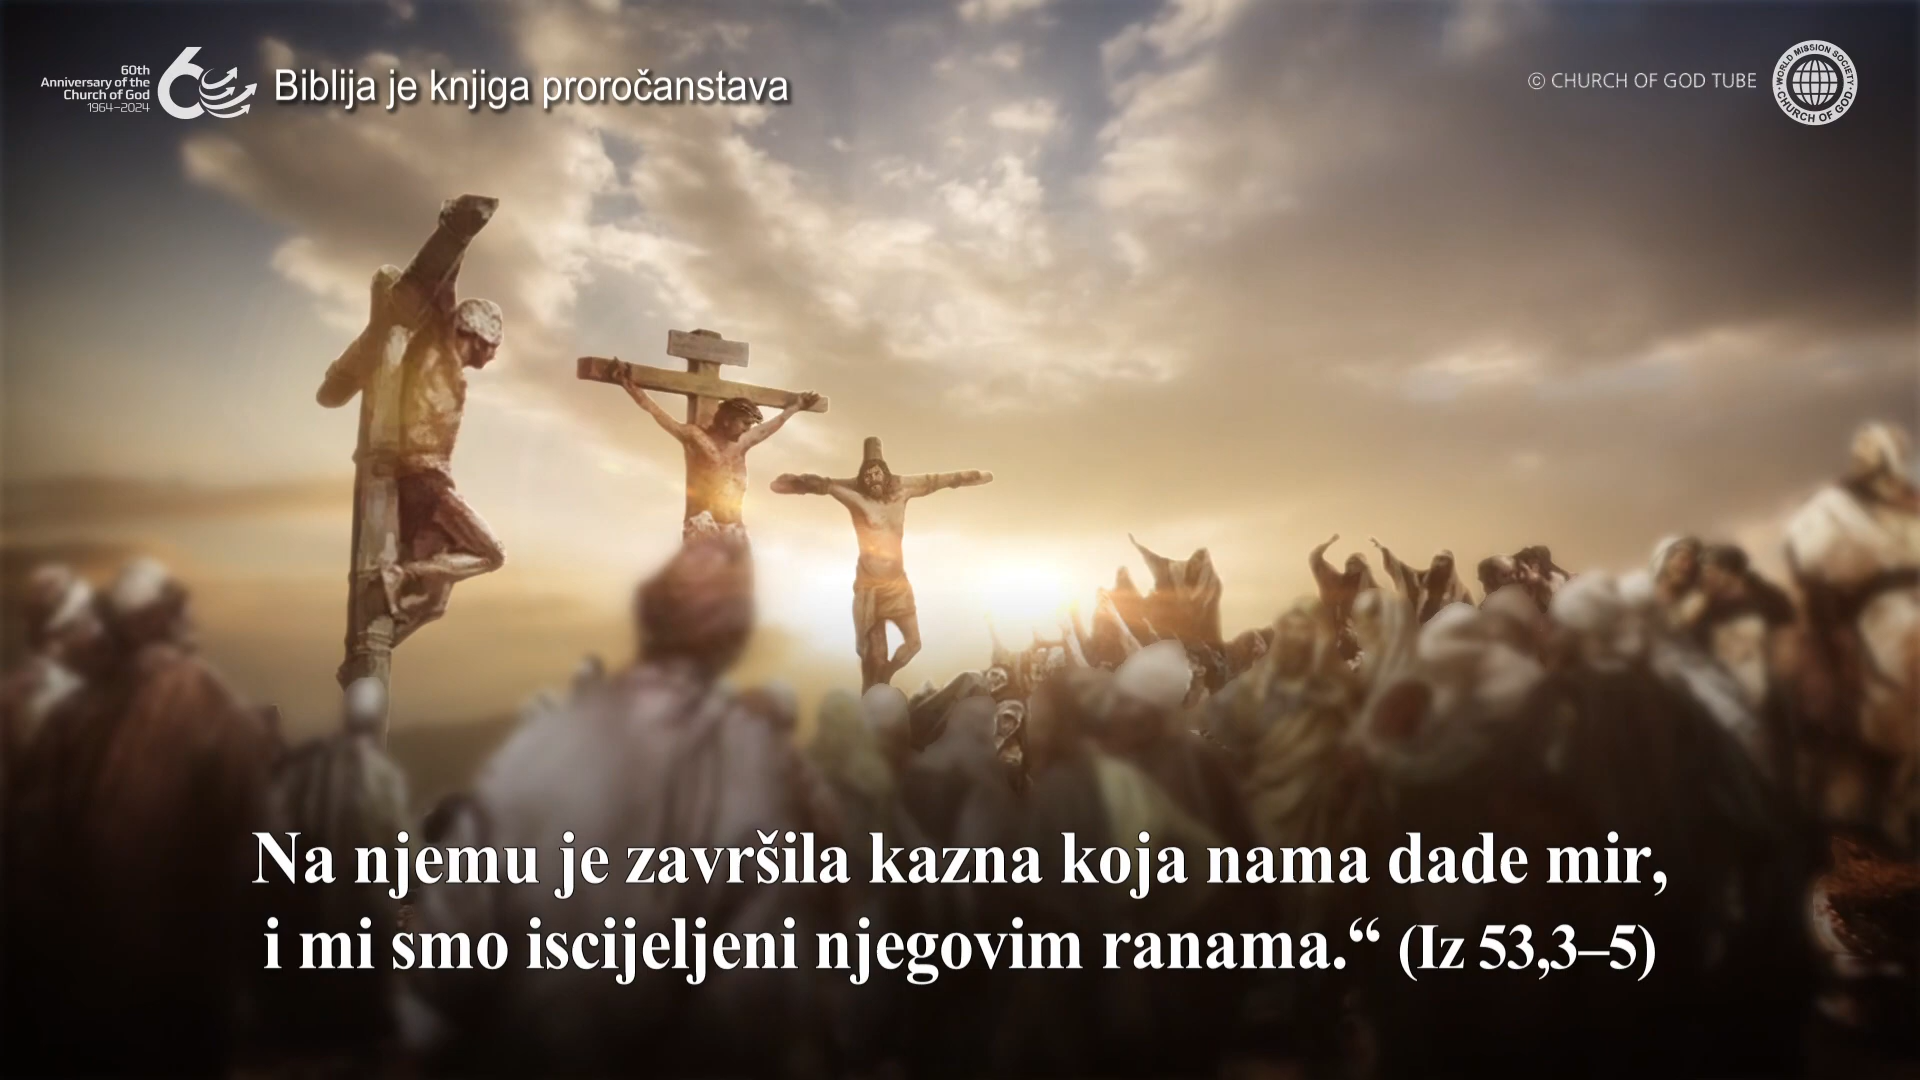 60th
Anniversary of the
Church of God
1964–2024
Biblija je knjiga proročanstava
© CHURCH OF GOD TUBE
WORLD MISSION SOCIETY
CHURCH OF GOD
Na njemu je završila kazna koja nama dade mir,
i mi smo iscijeljeni njegovim ranama.“ (Iz 53,3–5)